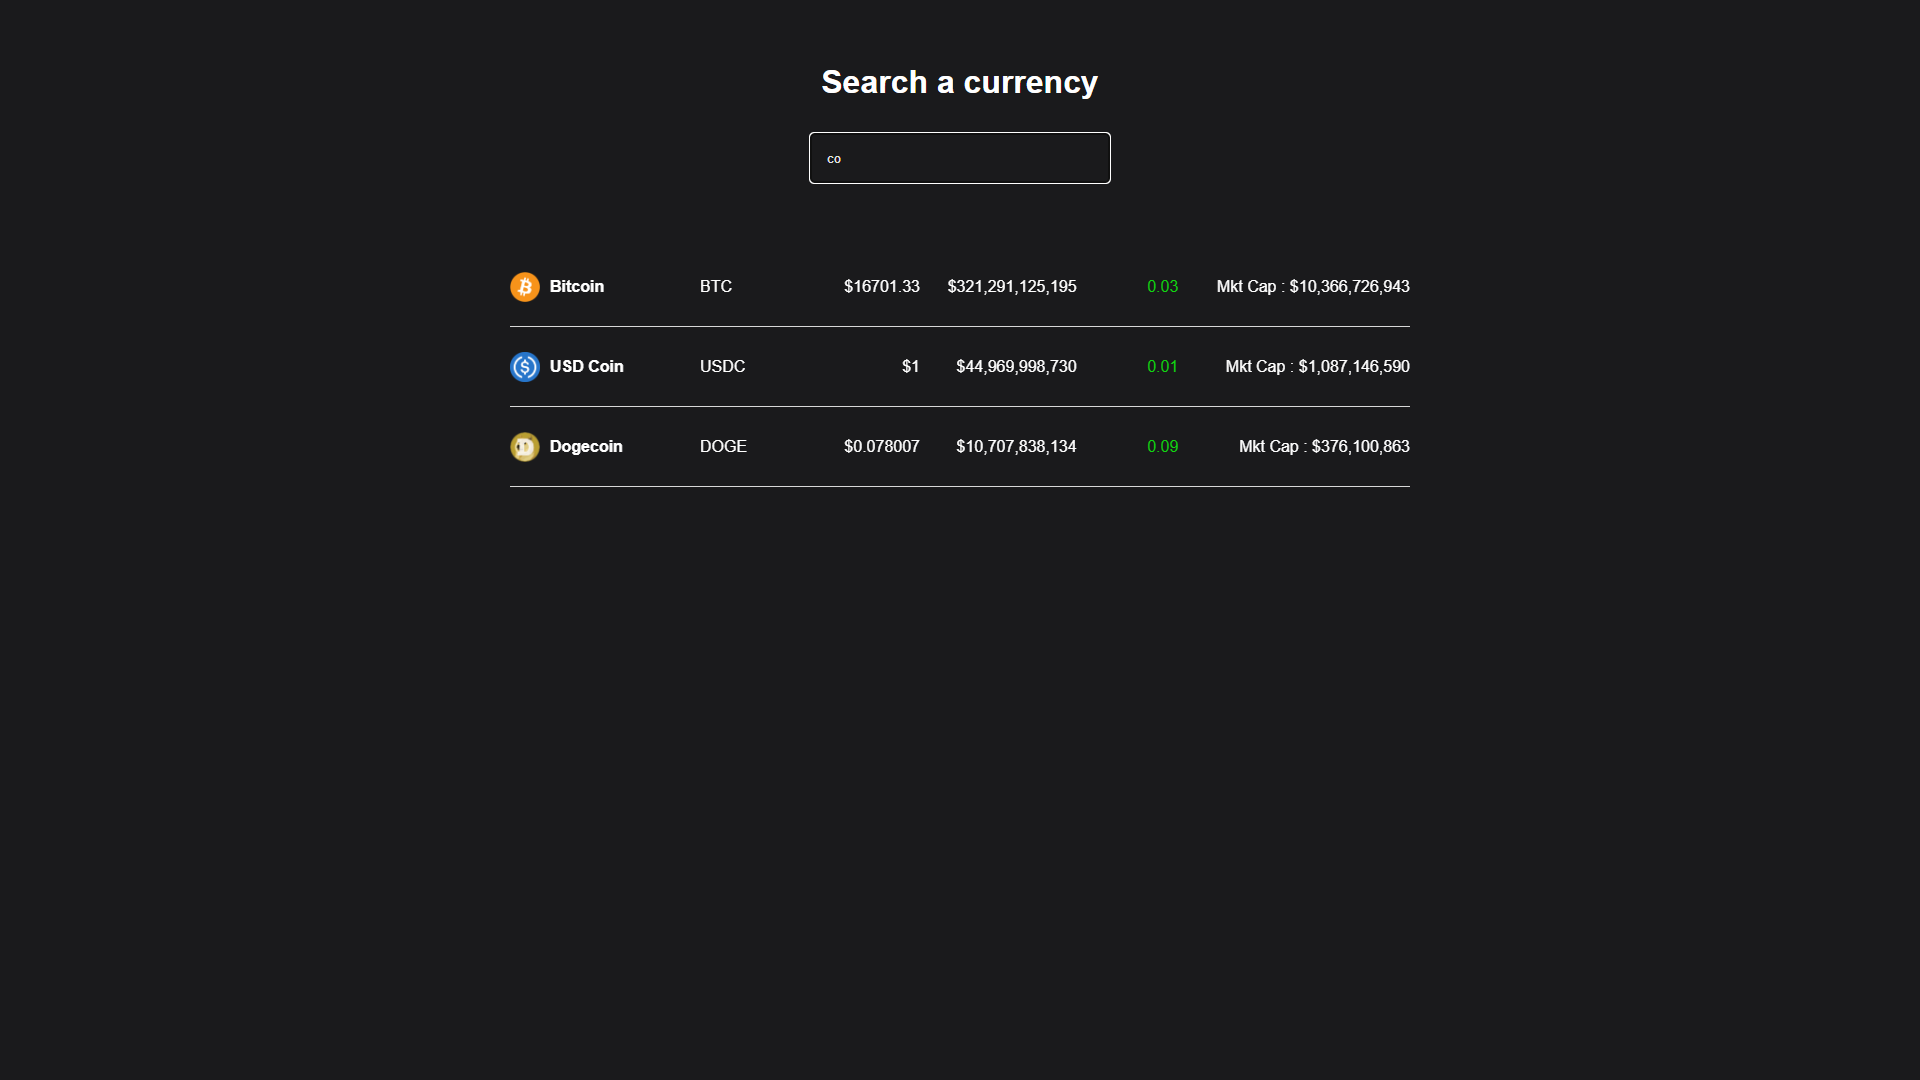 Search a currency
co
Bitcoin BTC $16701.33 $321,291,125,195 0.03 Mkt Cap : $10,366,726,943
USD Coin USDC $1 $44,969,998,730 0.01 Mkt Cap : $1,087,146,590
Dogecoin DOGE $0.078007 $10,707,838,134 0.09 Mkt Cap : $376,100,863